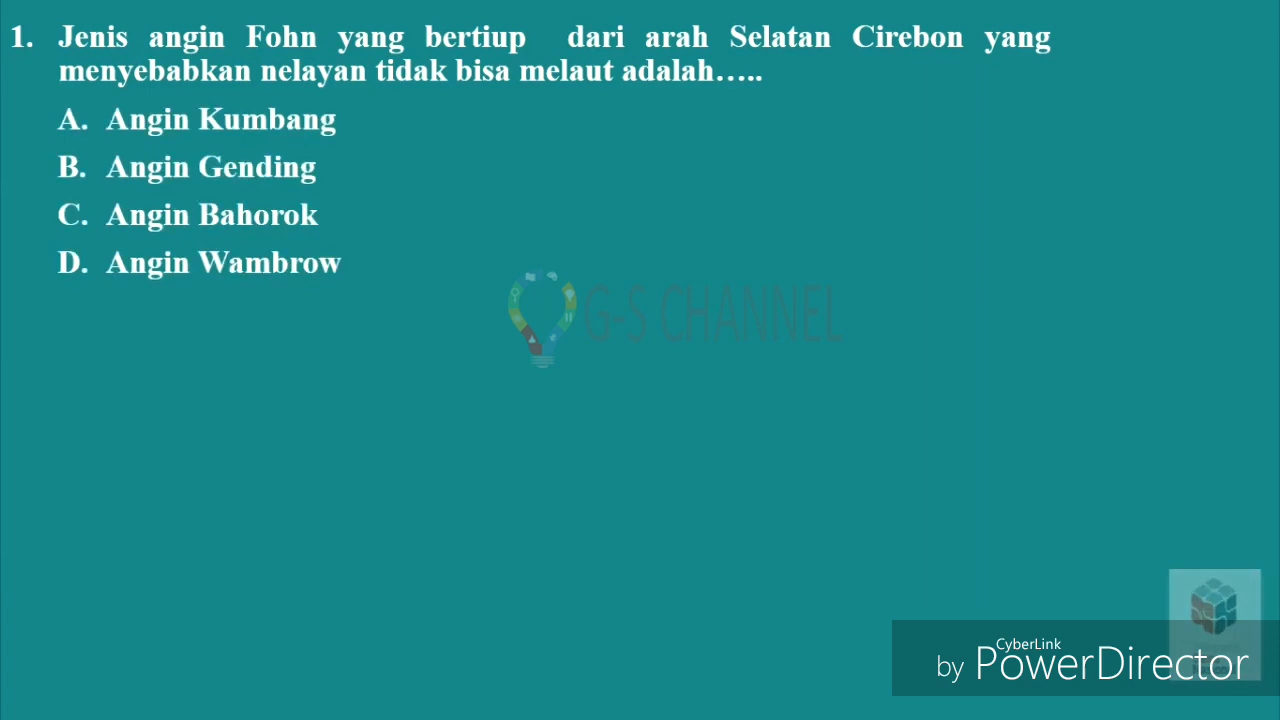 1. Jenis angin Fohn yang bertiup dari arah Selatan Cirebon yang
menyebabkan nelayan tidak bisa melaut adalah…..
A. Angin Kumbang
B. Angin Gending
C. Angin Bahorok
D. Angin Wambrow
G-S CHANNEL
CyberLink
by PowerDirector